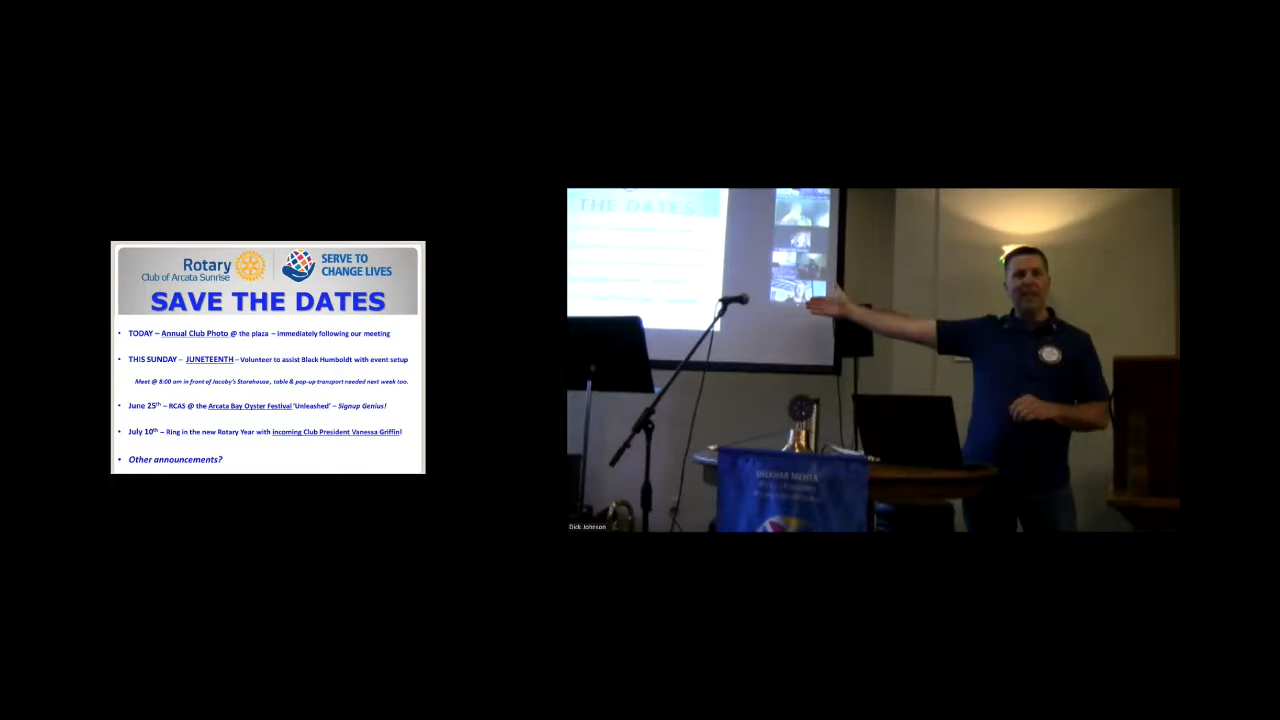 Rotary
Club of Arcata Sunrise
SERVE TO
CHANGE LIVES
SAVE THE DATES
• TODAY – Annual Club Photo @ the plaza – immediately following our meeting
• THIS SUNDAY – JUNETEENTH – Volunteer to assist Black Humboldt with event setup
Meet @ 8:00 am in front of Jacoby's Storehouse, table & pop-up transport needed next week too.
• June 25th – RCAS @ the Arcata Bay Oyster Festival 'Unleashed' – Signup Genius!
• July 10th – Ring in the new Rotary Year with incoming Club President Vanessa Griffin!
• Other announcements?
THE DATES
SHEKHAR MEHTA
Dick Johnson